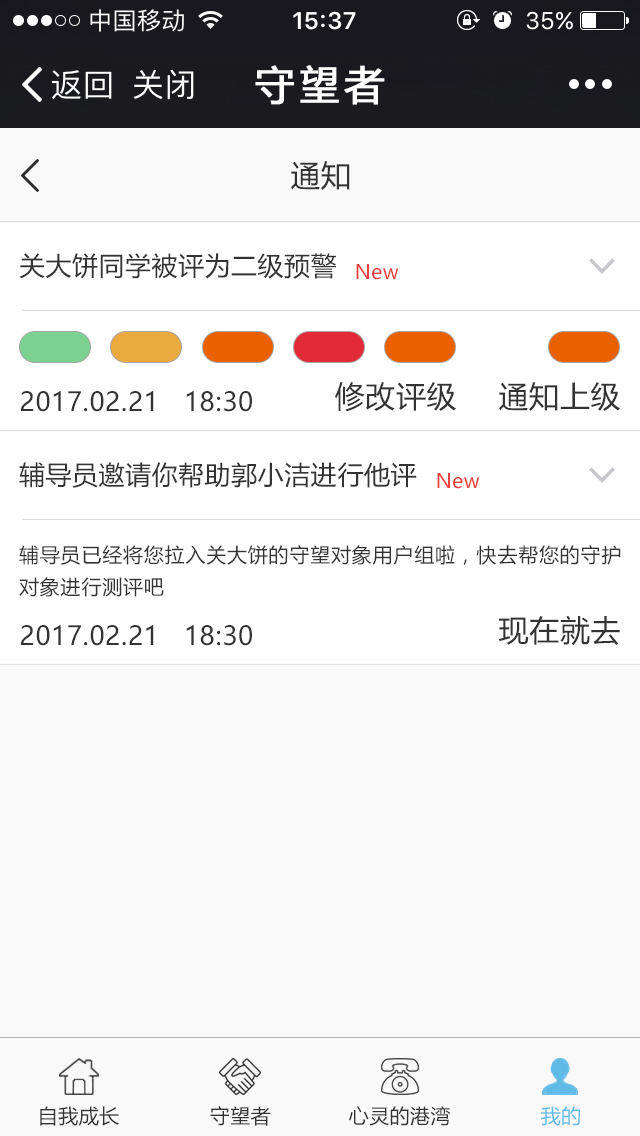 中国移动 15:37 35%
返回 关闭 守望者
通知
关大饼同学被评为二级预警 New
2017.02.21 18:30 修改评级 通知上级
辅导员邀请你帮助郭小洁进行他评 New
辅导员已经将您拉入关大饼的守望对象用户组啦，快去帮您的守护
对象进行测评吧
2017.02.21 18:30 现在就去
自我成长 守望者 心灵的港湾 我的